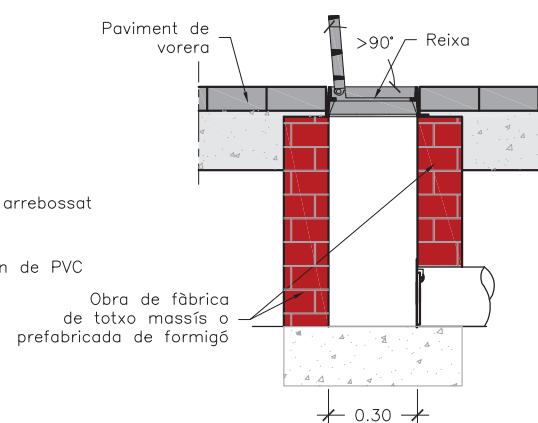 Paviment de
vorera
>90°
Reixa
arrebossat
de PVC
Obra de fàbrica
de totxo massís o
prefabricada de formigó
0.30